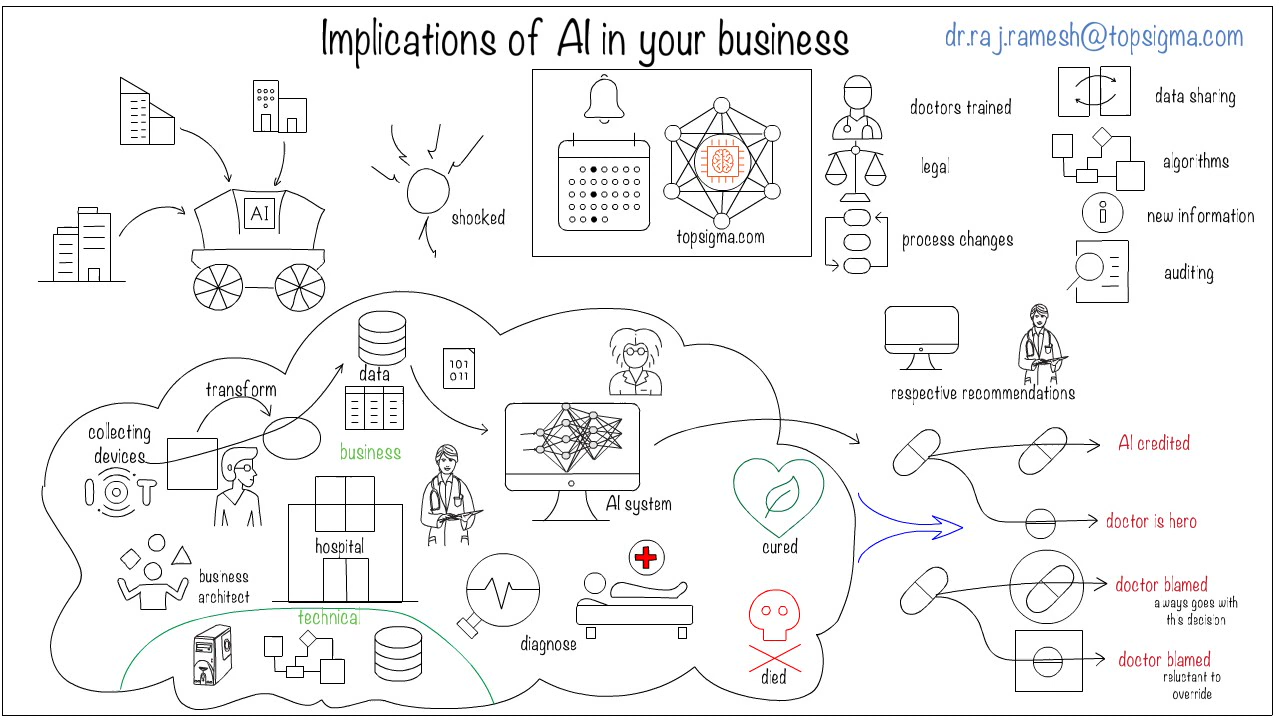 Implications of AI in your business
dr.raj.ramesh@topsigma.com
AI
shocked
topsigma.com
doctors trained
legal
process changes
data sharing
algorithms
i
new information
auditing
data
101
011
transform
collecting
devices
IOT
business
AI system
hospital
business
architect
technical
diagnose
cured
died
respective recommendations
AI credited
doctor is hero
doctor blamed
a ways goes with
this decision
doctor blamed
reluctant to
override